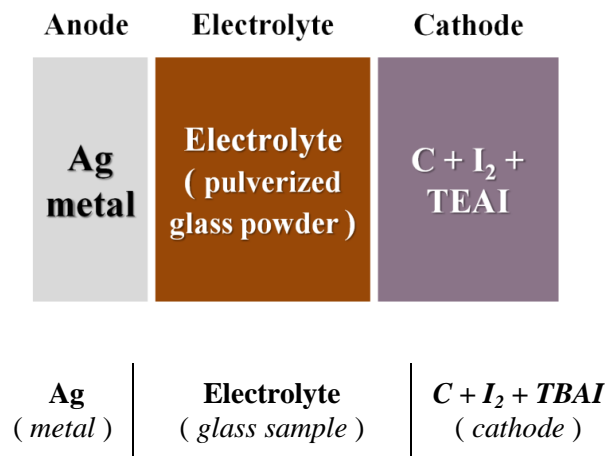 Anode Electrolyte Cathode
Ag
metal
Electrolyte
( pulverized
glass powder )
C + I₂ +
TEAI
Ag Electrolyte C + I₂ + TBAI
( metal ) ( glass sample ) ( cathode )